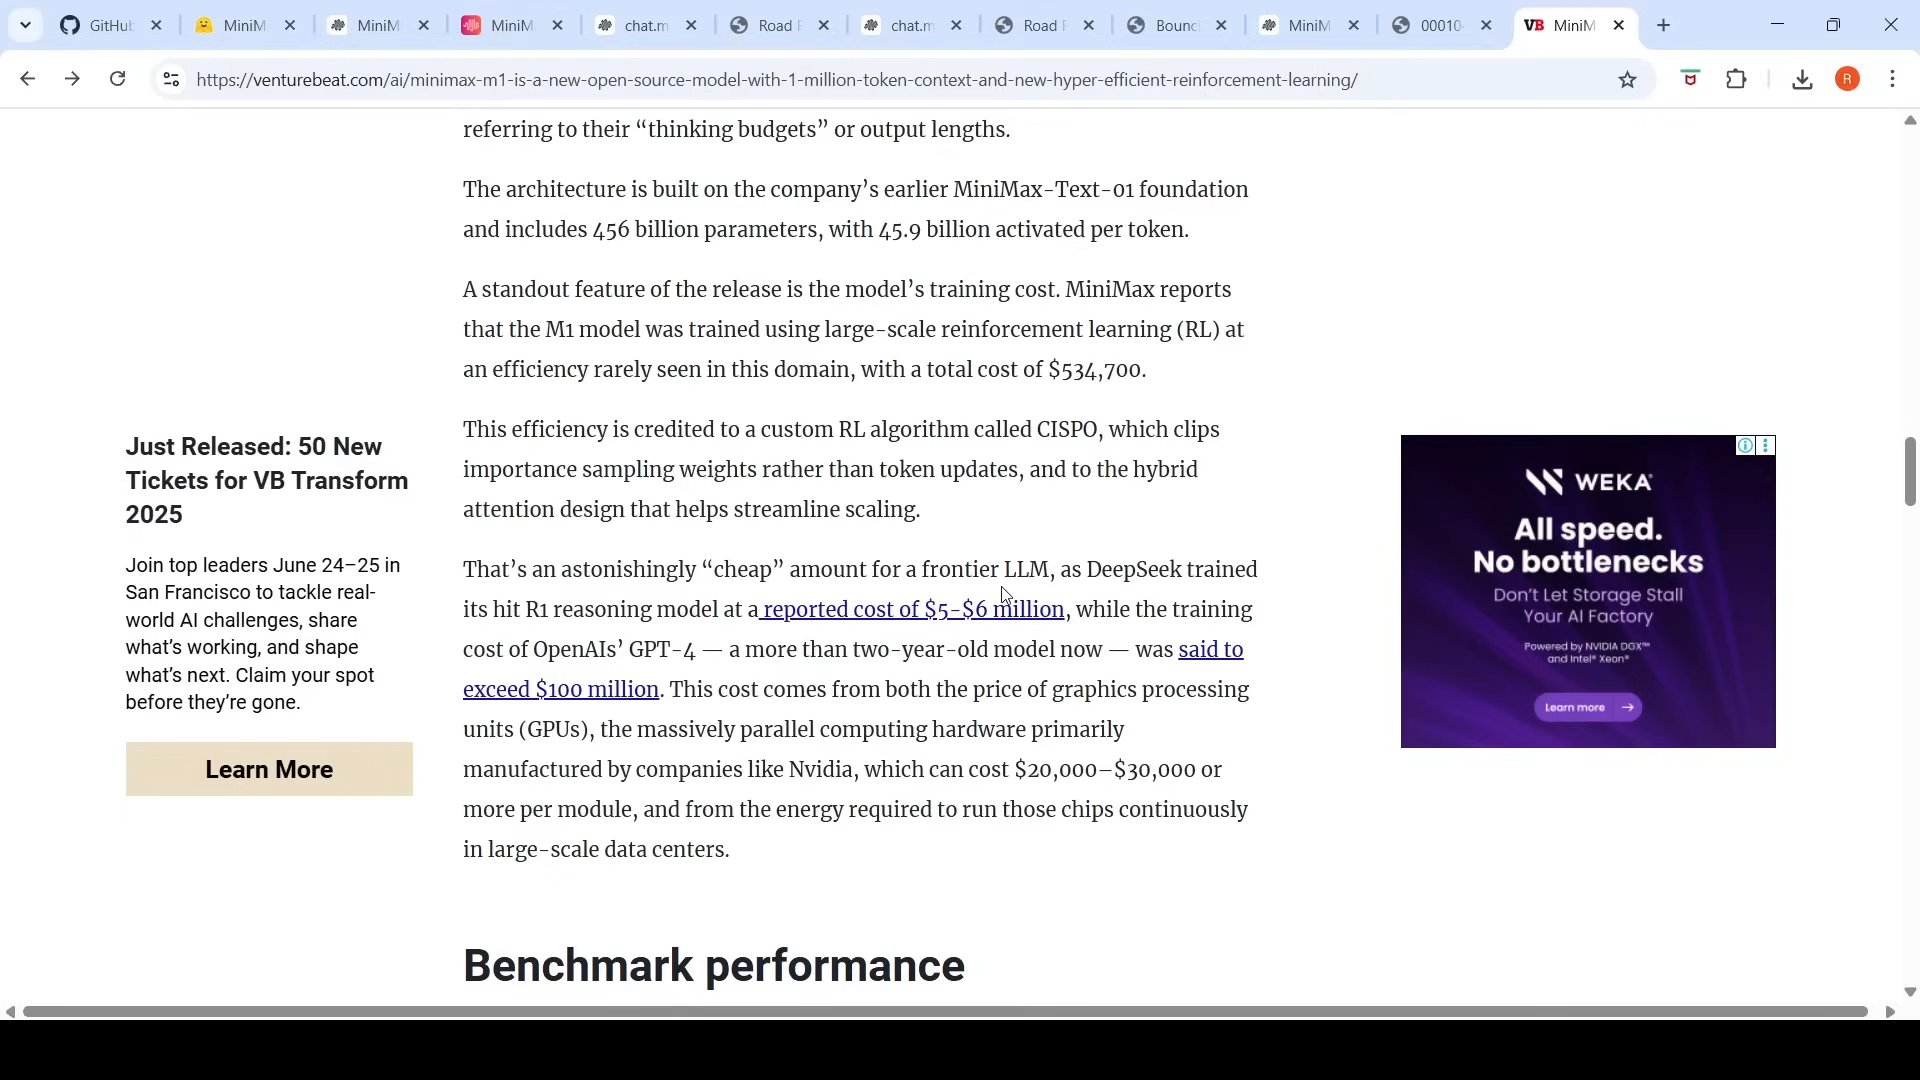 GitHub
MiniM
MiniM
MiniM
chat.m
Road F
chat.m
Road F
Bounc
MiniM
00010-
VB MiniM
https://venturebeat.com/ai/minimax-m1-is-a-new-open-source-model-with-1-million-token-context-and-new-hyper-efficient-reinforcement-learning/
R
referring to their “thinking budgets” or output lengths.
The architecture is built on the company’s earlier MiniMax-Text-01 foundation
and includes 456 billion parameters, with 45.9 billion activated per token.
A standout feature of the release is the model’s training cost. MiniMax reports
that the M1 model was trained using large-scale reinforcement learning (RL) at
an efficiency rarely seen in this domain, with a total cost of $534,700.
This efficiency is credited to a custom RL algorithm called CISPO, which clips
importance sampling weights rather than token updates, and to the hybrid
attention design that helps streamline scaling.
That’s an astonishingly “cheap” amount for a frontier LLM, as DeepSeek trained
its hit R1 reasoning model at a reported cost of $5-$6 million, while the training
cost of OpenAIs’ GPT-4 — a more than two-year-old model now — was said to
exceed $100 million. This cost comes from both the price of graphics processing
units (GPUs), the massively parallel computing hardware primarily
manufactured by companies like Nvidia, which can cost $20,000–$30,000 or
more per module, and from the energy required to run those chips continuously
in large-scale data centers.
Benchmark performance
Just Released: 50 New
Tickets for VB Transform
2025
Join top leaders June 24–25 in
San Francisco to tackle real-
world AI challenges, share
what’s working, and shape
what’s next. Claim your spot
before they’re gone.
Learn More
WEKA
All speed.
No bottlenecks
Don’t Let Storage Stall
Your AI Factory
Powered by NVIDIA DGX™
and Intel® Xeon®
Learn more →